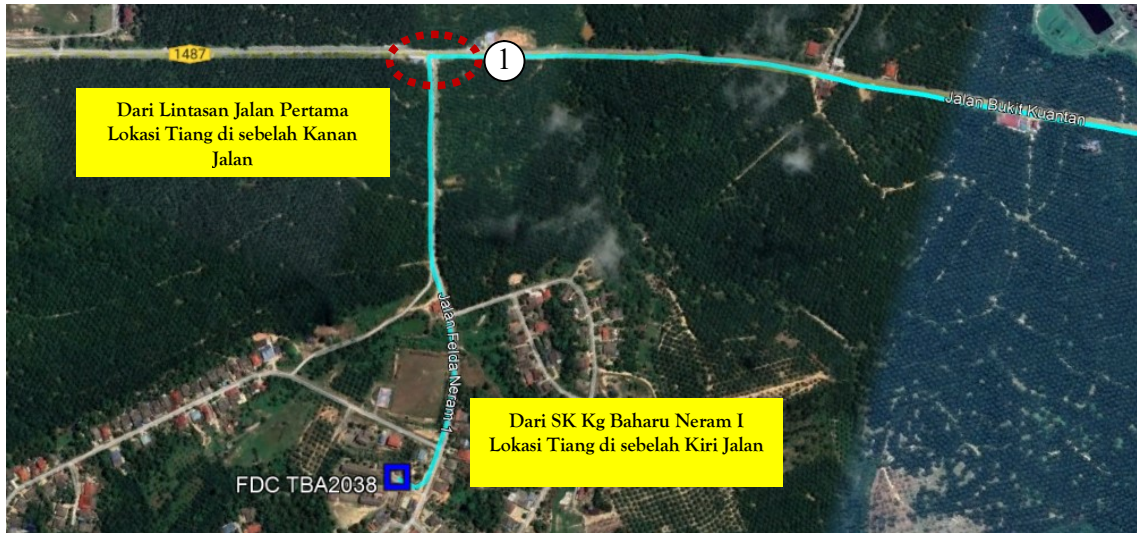 1487
1
Dari Lintasan Jalan Pertama
Lokasi Tiang di sebelah Kanan
Jalan
Jalan Bukit Kuantan
Jalan Felda Neram 1
Dari SK Kg Baharu Neram I
Lokasi Tiang di sebelah Kiri Jalan
FDC TBA2038